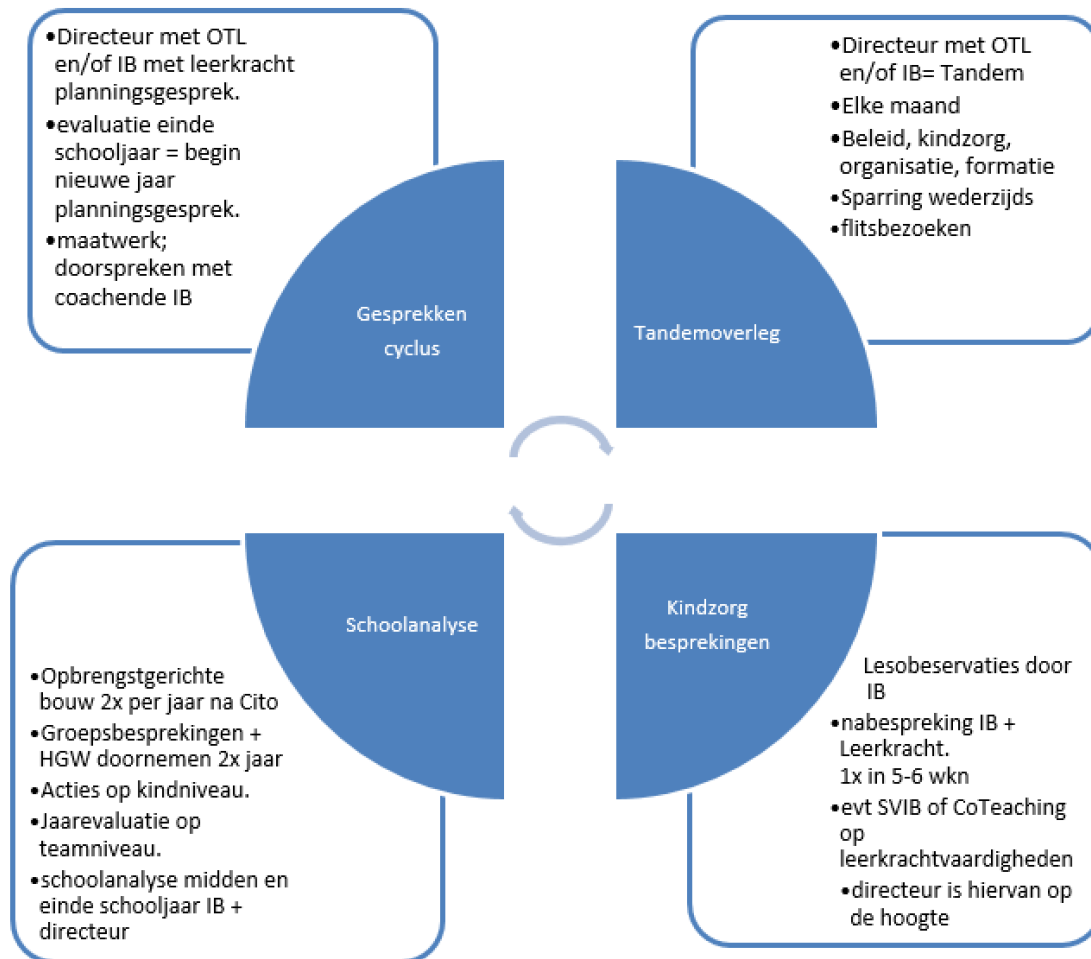 •Directeur met OTL
en/of IB met leerkracht
planningsgesprek.
•evaluatie einde
schooljaar = begin
nieuwe jaar
planningsgesprek.
•maatwerk;
doorspreken met
coachende IB
Gesprekken
cyclus
•Directeur met OTL
en/of IB= Tandem
•Elke maand
•Beleid, kindzorg,
organisatie, formatie
•Sparring wederzijds
•flitsbezoeken
Tandemoverleg
Schoolanalyse
•Opbrengstgerichte
bouw 2x per jaar na Cito
•Groepsbesprekingen +
HGW doornemen 2x jaar
•Acties op kindniveau.
•Jaarevaluatie op
teamniveau.
•schoolanalyse midden en
einde schooljaar IB +
directeur
Kindzorg
besprekingen
Lesobeservaties door
IB
•nabespreking IB +
Leerkracht.
1x in 5-6 wkn
•evt SVIB of CoTeaching
op
leerkrachtvaardigheden
•directeur is hiervan op
de hoogte